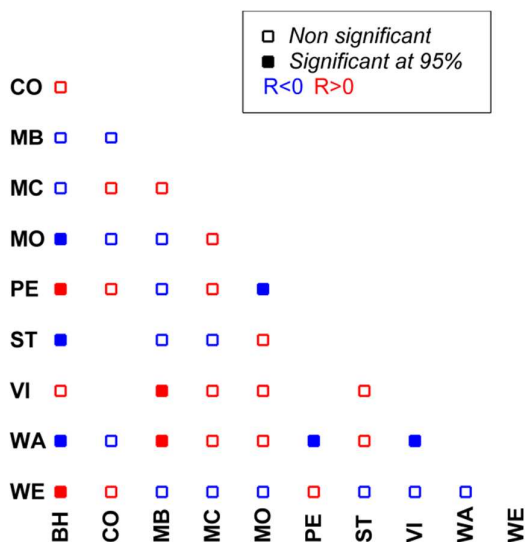 Non significant
Significant at 95%
R<0 R>0
CO
MB
MC
MO
PE
ST
VI
WA
WE
BH
CO
MB
MC
MO
PE
ST
VI
WA
WE